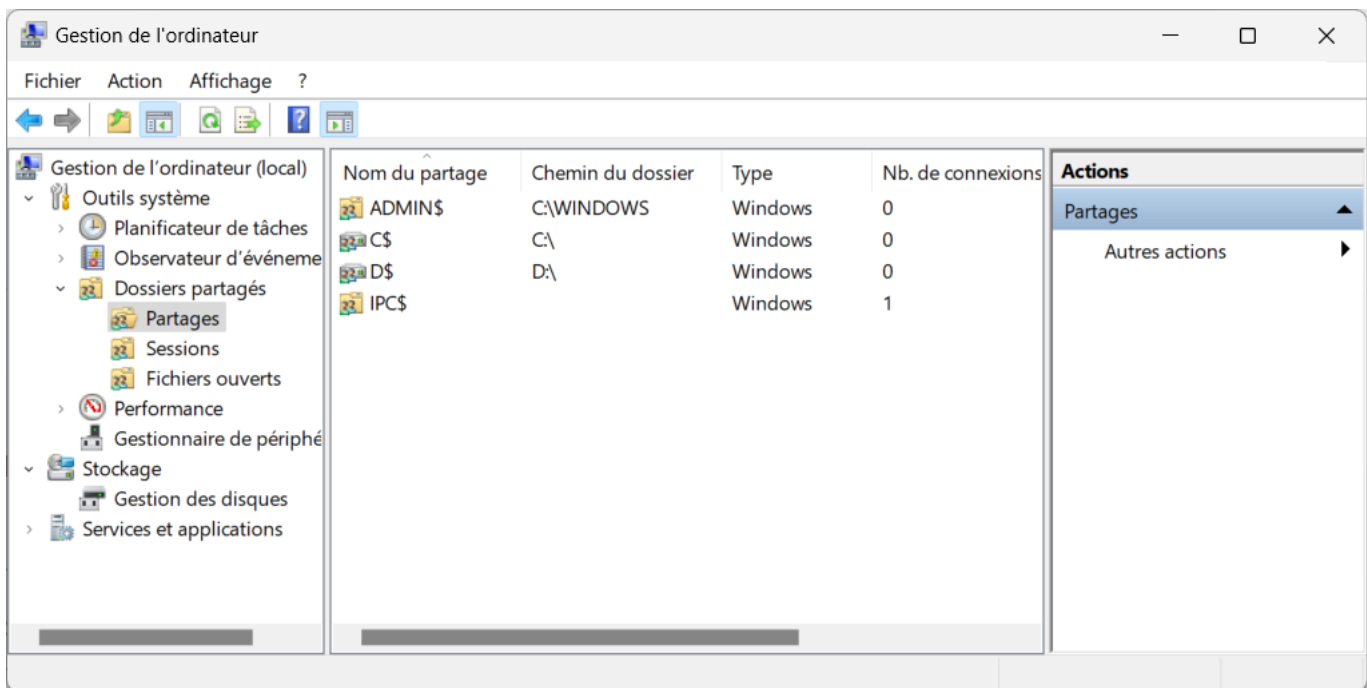 Gestion de l'ordinateur
Fichier Action Affichage ?
Gestion de l'ordinateur (local)
Outils système
Planificateur de tâches
Observateur d'événeme
Dossiers partagés
Partages
Sessions
Fichiers ouverts
Performance
Gestionnaire de périphé
Stockage
Gestion des disques
Services et applications
Nom du partage Chemin du dossier Type Nb. de connexions
ADMIN$ C:\WINDOWS Windows 0
C$ C:\ Windows 0
D$ D:\ Windows 0
IPC$ Windows 1
Actions
Partages
Autres actions